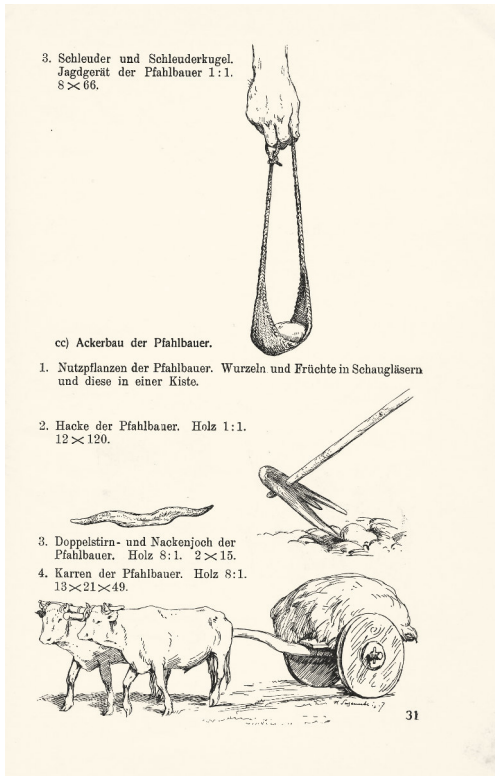 3. Schleuder und Schleuderkugel.
Jagdgerät der Pfahlbauer 1:1.
8×66.
cc) Ackerbau der Pfahlbauer.
1. Nutzpflanzen der Pfahlbauer. Wurzeln und Früchte in Schaugläsern
und diese in einer Kiste.
2. Hacke der Pfahlbauer. Holz 1:1.
12×120.
3. Doppelstirn- und Nackenjoch der
Pfahlbauer. Holz 8:1. 2×15.
4. Karren der Pfahlbauer. Holz 8:1.
13×21×49.
31